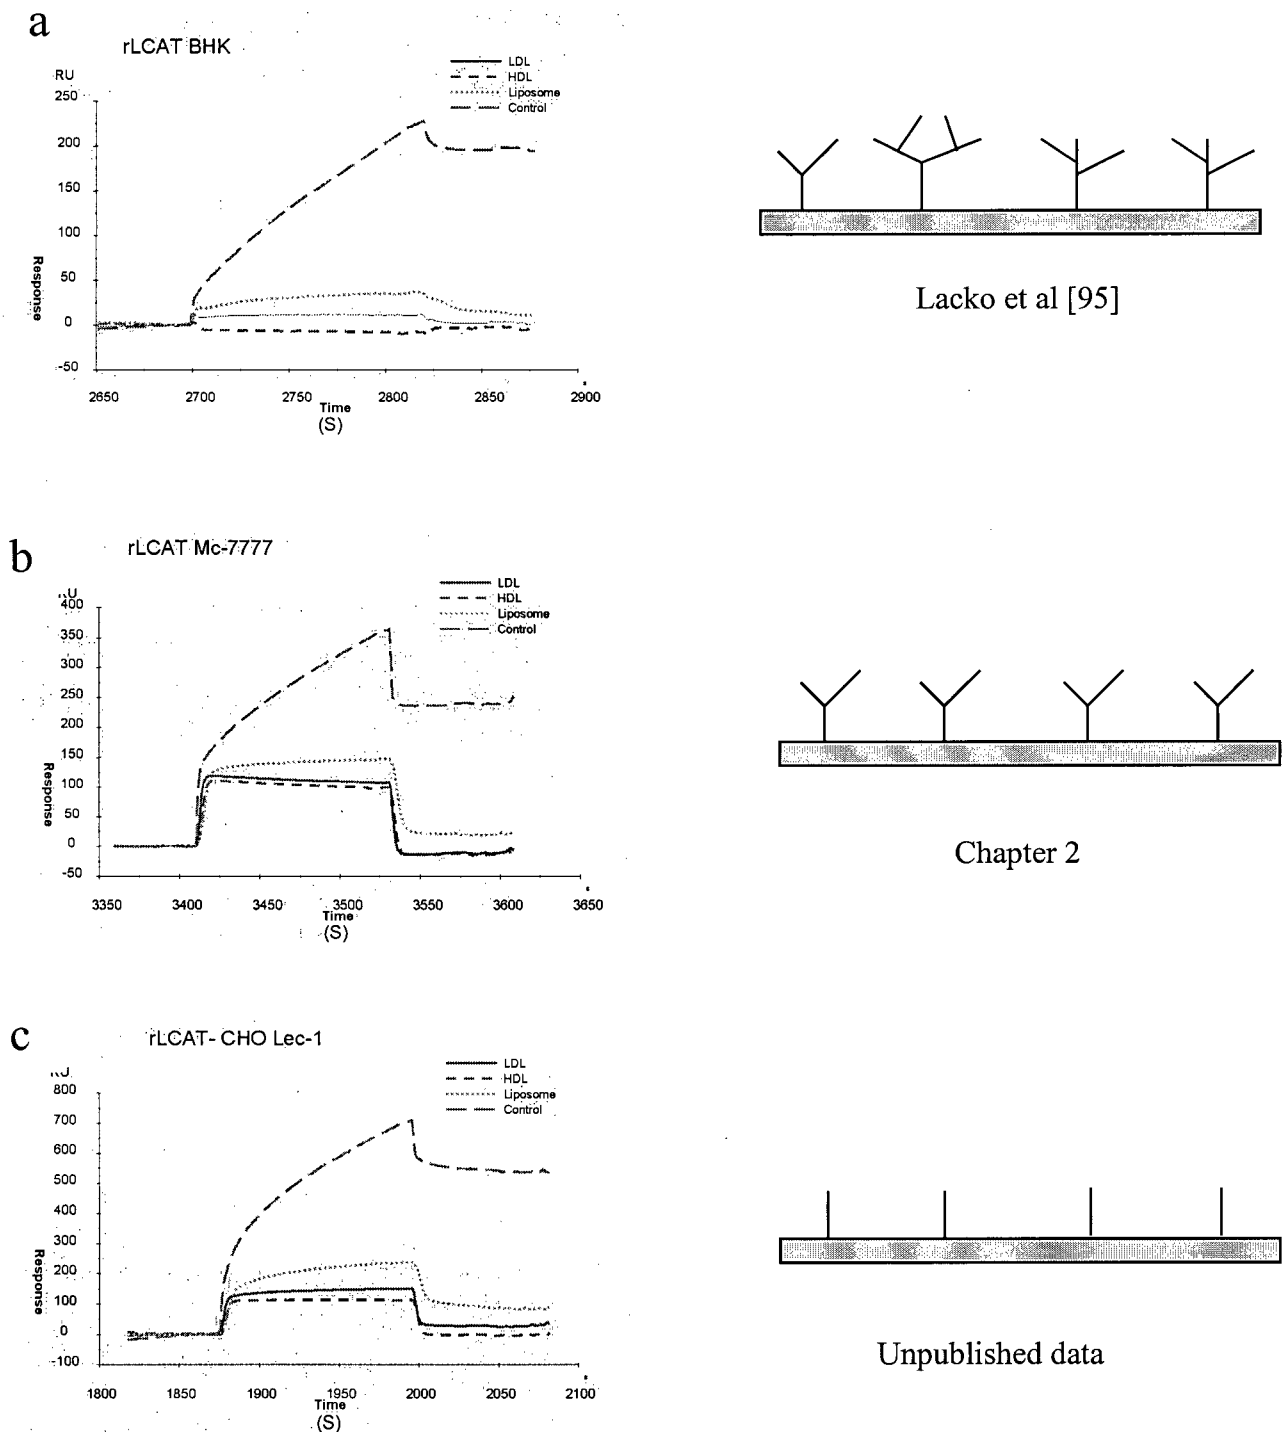 a
rLCAT BHK
RU
LDL
HDL
Liposome
Control
250
200
150
100
50
0
-50
Response
2650 2700 2750 2800 2850 2900
Time
(S)
Lacko et al [95]
b
rLCAT Mc-7777
LDL
HDL
Liposome
Control
400
350
300
250
200
150
100
50
0
-50
Response
3350 3400 3450 3500 3550 3600 3650
Time
(S)
Chapter 2
c
rLCAT- CHO Lec-1
LDL
HDL
Liposome
Control
800
700
600
500
400
300
200
100
0
-100
Response
1800 1850 1900 1950 2000 2050 2100
Time
(S)
Unpublished data